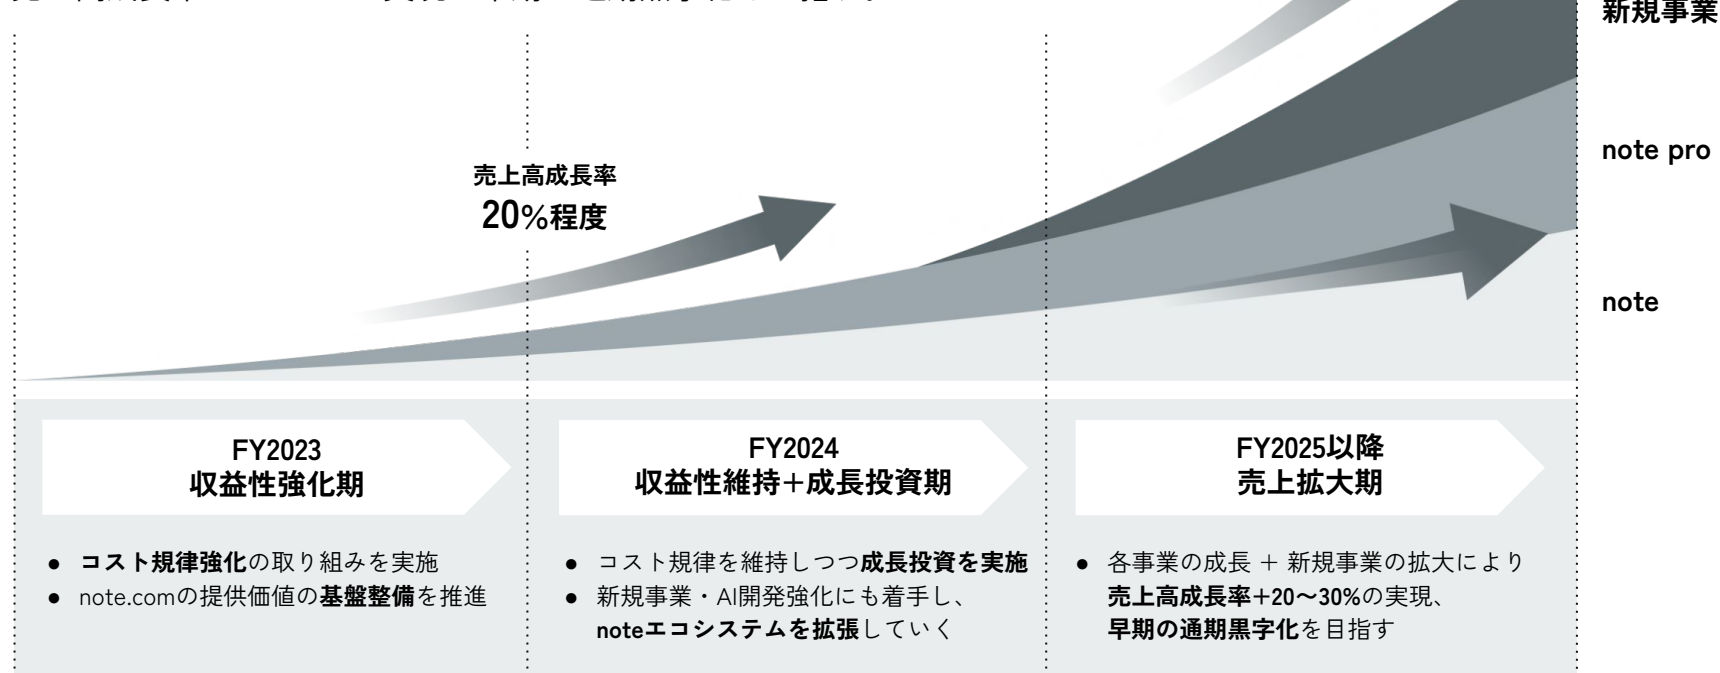 新規事業
note pro
売上高成長率
20%程度
note
FY2023
収益性強化期
FY2024
収益性維持+成長投資期
FY2025以降
売上拡大期
● コスト規律強化の取り組みを実施
● note.comの提供価値の基盤整備を推進
● コスト規律を維持しつつ成長投資を実施
● 新規事業・AI開発強化にも着手し、
noteエコシステムを拡張していく
● 各事業の成長 + 新規事業の拡大により
売上高成長率+20〜30%の実現、
早期の通期黒字化を目指す